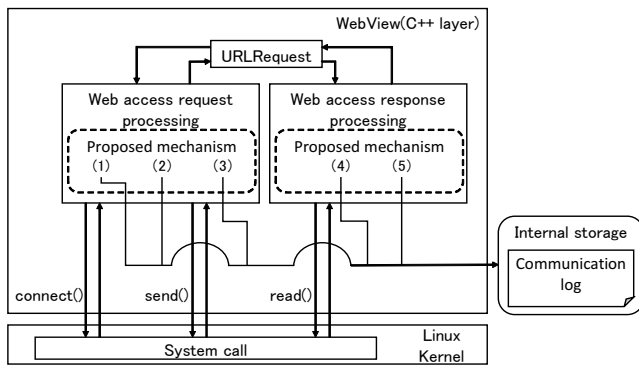 WebView(C++ layer)
URLRequest
Web access request
processing
Web access response
processing
Proposed mechanism
(1) (2) (3)
Proposed mechanism
(4) (5)
Internal storage
Communication
log
connect()
send()
read()
Linux
Kernel
System call